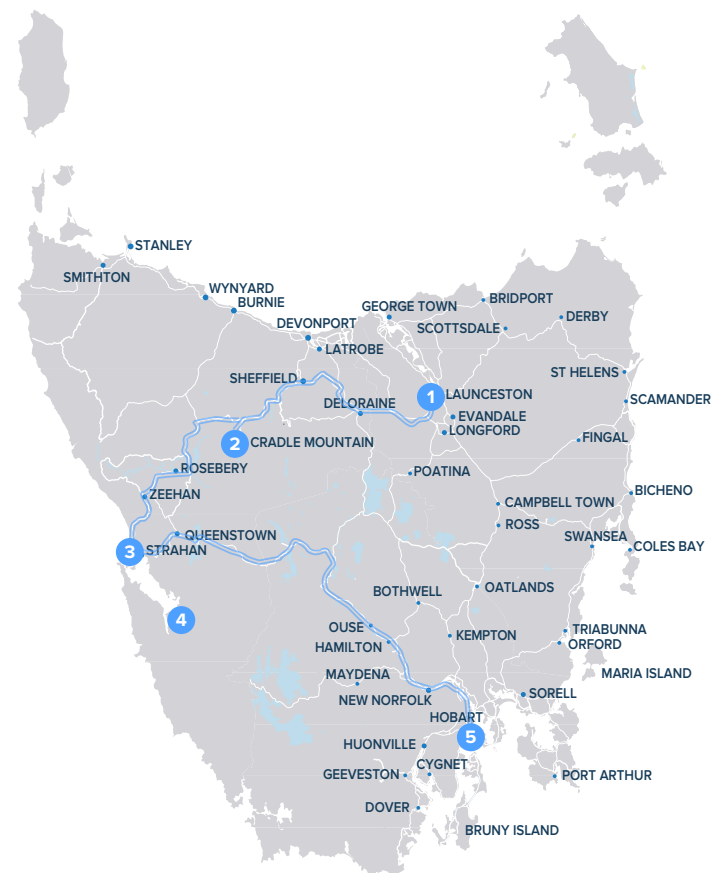 STANLEY
SMITHTON
WYNYARD
BURNIE
GEORGE TOWN
BRIDPORT
DERBY
DEVONPORT
SCOTTSDALE
LATROBE
SHEFFIELD
ST HELENS
1 LAUNCESTON
SCAMANDER
DELORAINE
EVANDALE
LONGFORD
FINGAL
2 CRADLE MOUNTAIN
ROSEBERY
POATINA
ZEEHAN
BICHENO
CAMPBELL TOWN
ROSS
QUEENSTOWN
SWANSEA
3 STRAHAN
COLES BAY
BOTHWELL
OATLANDS
4
OUSE
TRIABUNNA
KEMPTON
ORFORD
HAMILTON
MAYDENA
MARIA ISLAND
NEW NORFOLK
SORELL
HOBART
5
HUONVILLE
CYGNET
GEEVESTON
PORT ARTHUR
DOVER
BRUNY ISLAND